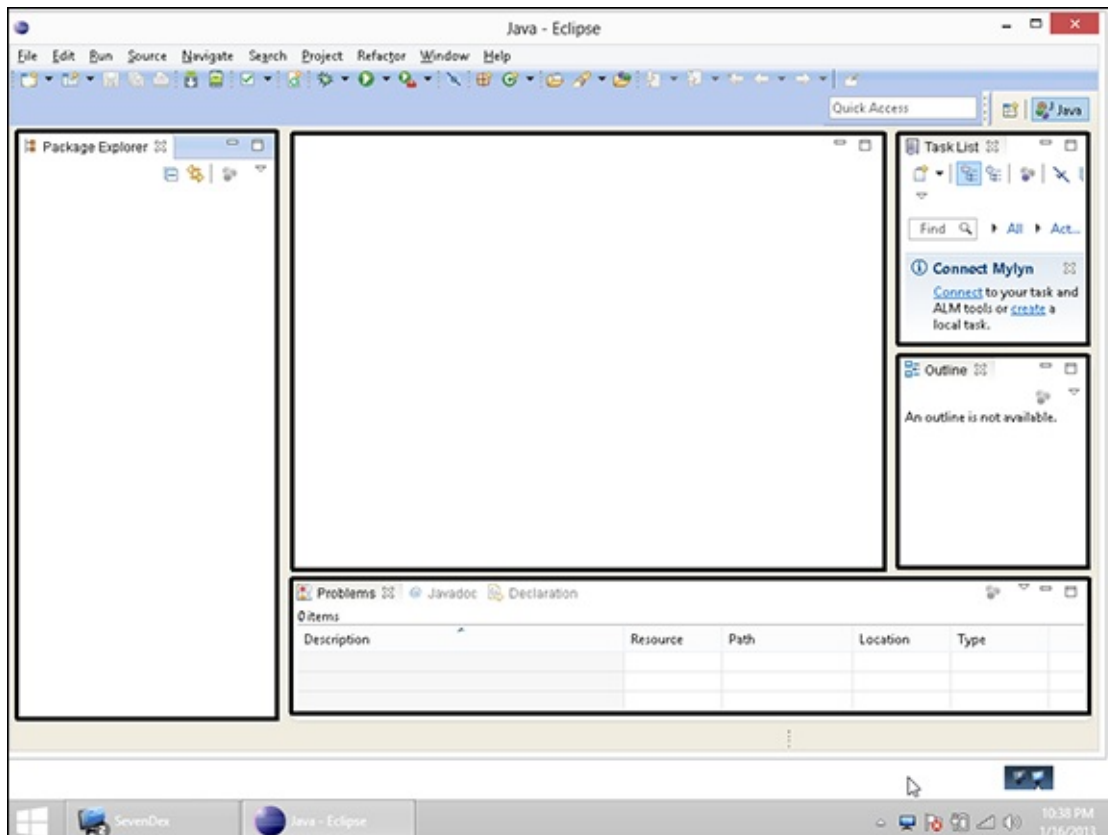 Java - Eclipse
File Edit Run Source Navigate Search Project Refactor Window Help
Quick Access
Java
Package Explorer
Task List
Find All Act...
Connect Mylyn
Connect to your task and
ALM tools or create a
local task.
Outline
An outline is not available.
Problems @ Javadoc Declaration
0 items
Description Resource Path Location Type
SevenDex
Java - Eclipse
10:38 PM
1/16/2013